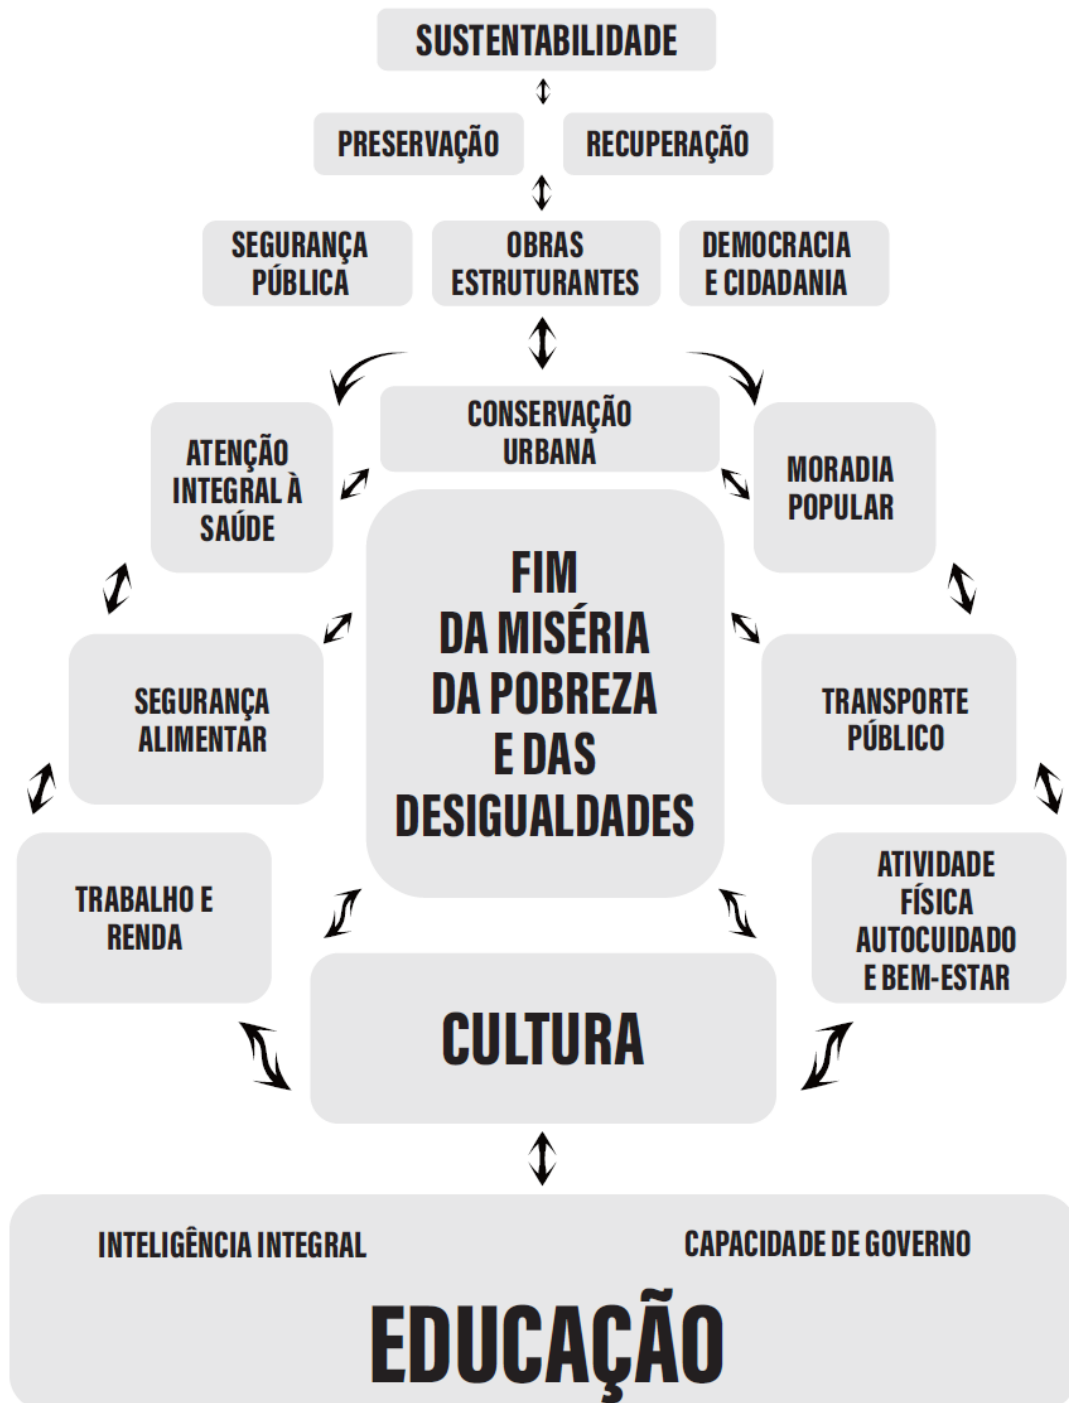 SUSTENTABILIDADE
PRESERVAÇÃO
RECUPERAÇÃO
SEGURANÇA
PÚBLICA
OBRAS
ESTRUTURANTES
DEMOCRACIA
E CIDADANIA
ATENÇÃO
INTEGRAL À
SAÚDE
CONSERVAÇÃO
URBANA
MORADIA
POPULAR
FIM
DA MISÉRIA
DA POBREZA
E DAS
DESIGUALDADES
SEGURANÇA
ALIMENTAR
TRANSPORTE
PÚBLICO
TRABALHO E
RENDA
ATIVIDADE
FÍSICA
AUTOCUIDADO
E BEM-ESTAR
CULTURA
INTELIGÊNCIA INTEGRAL
CAPACIDADE DE GOVERNO
EDUCAÇÃO